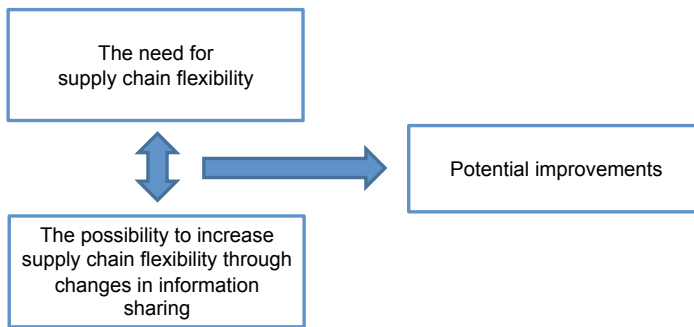 The need for
supply chain flexibility
Potential improvements
The possibility to increase
supply chain flexibility through
changes in information
sharing